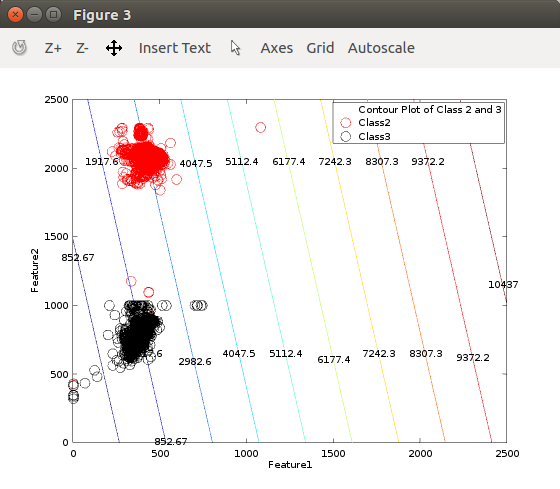 Figure 3
Z+ Z- Insert Text Axes Grid Autoscale
2500
Contour Plot of Class 2 and 3
Class2
Class3
2000
1917.6 4047.5 5112.4 6177.4 7242.3 8307.3 9372.2
1500
852.67
Feature2
10437
1000
2982.6 4047.5 5112.4 6177.4 7242.3 8307.3 9372.2
500
852.67
0
0 500 1000 1500 2000 2500
Feature1